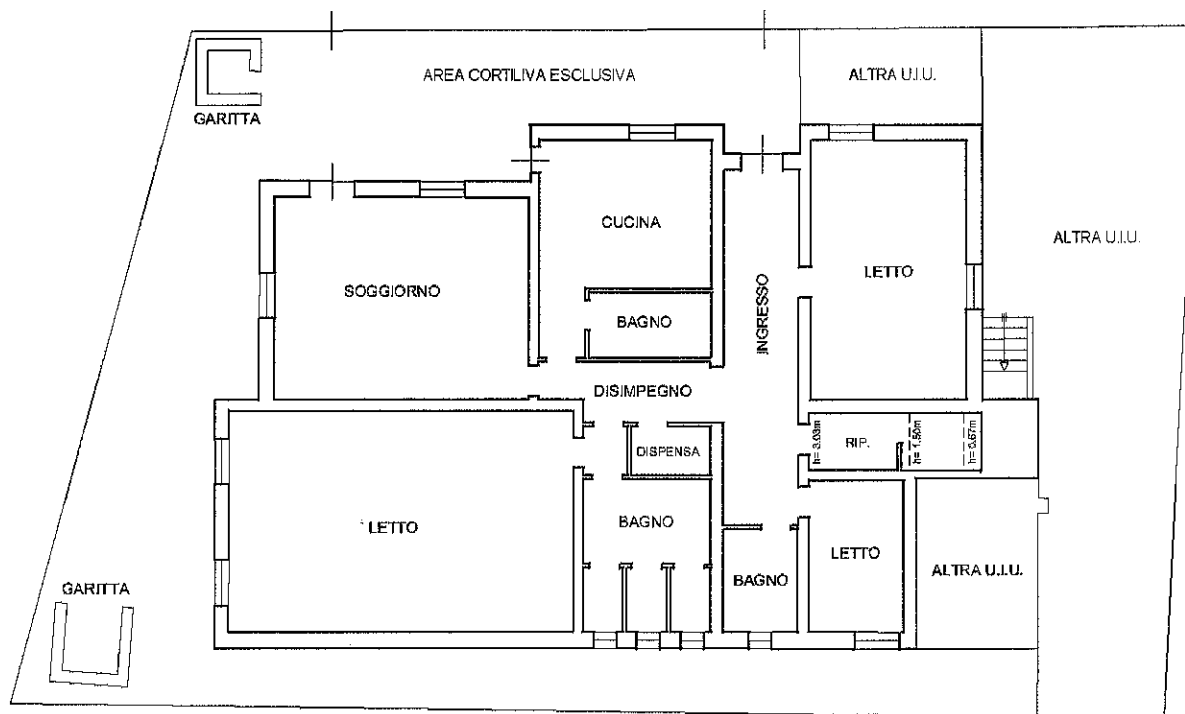 AREA CORTILIVA ESCLUSIVA
ALTRA U.I.U.
GARITTA
CUCINA
ALTRA U.I.U.
LETTO
SOGGIORNO
INGRESSO
BAGNO
DISIMPEGNO
h= 3.03m
RIP.
h= 1.50m
h= 0.67m
DISPENSA
LETTO
BAGNO
LETTO
BAGNO
ALTRA U.I.U.
GARITTA